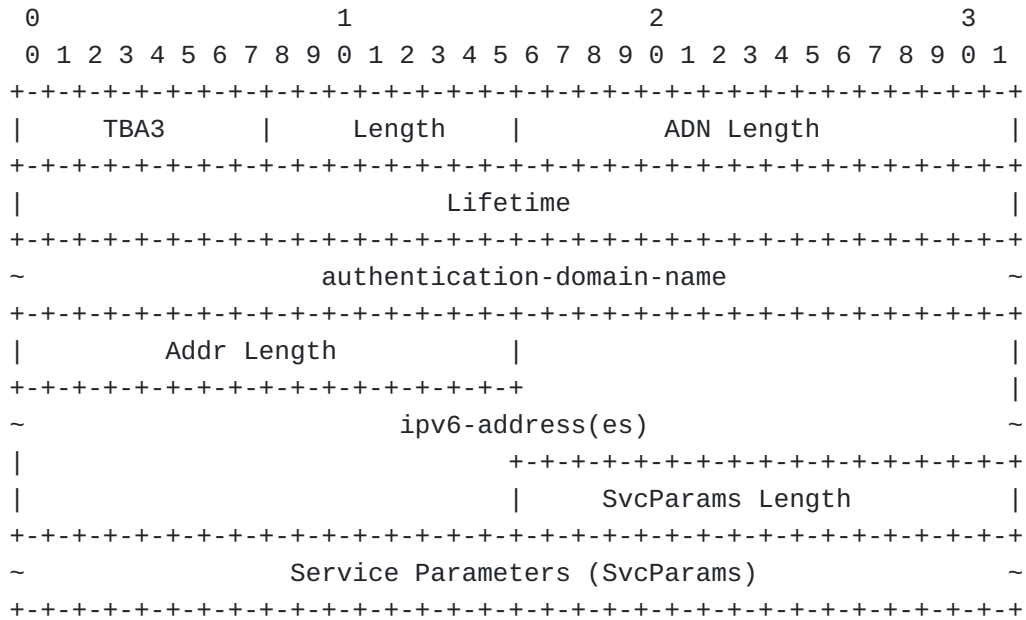 0                   1                   2                   3
 0 1 2 3 4 5 6 7 8 9 0 1 2 3 4 5 6 7 8 9 0 1 2 3 4 5 6 7 8 9 0 1
+-+-+-+-+-+-+-+-+-+-+-+-+-+-+-+-+-+-+-+-+-+-+-+-+-+-+-+-+-+-+-+-+
|     TBA3      |     Length    |         ADN Length            |
+-+-+-+-+-+-+-+-+-+-+-+-+-+-+-+-+-+-+-+-+-+-+-+-+-+-+-+-+-+-+-+-+
|                           Lifetime                            |
+-+-+-+-+-+-+-+-+-+-+-+-+-+-+-+-+-+-+-+-+-+-+-+-+-+-+-+-+-+-+-+-+
~                   authentication-domain-name                  ~
+-+-+-+-+-+-+-+-+-+-+-+-+-+-+-+-+-+-+-+-+-+-+-+-+-+-+-+-+-+-+-+-+
|         Addr Length           |                               |
+-+-+-+-+-+-+-+-+-+-+-+-+-+-+-+-+                               |
~                        ipv6-address(es)                       ~
|                               +-+-+-+-+-+-+-+-+-+-+-+-+-+-+-+-+
|                               |     SvcParams Length          |
+-+-+-+-+-+-+-+-+-+-+-+-+-+-+-+-+-+-+-+-+-+-+-+-+-+-+-+-+-+-+-+-+
~                 Service Parameters (SvcParams)                ~
+-+-+-+-+-+-+-+-+-+-+-+-+-+-+-+-+-+-+-+-+-+-+-+-+-+-+-+-+-+-+-+-+